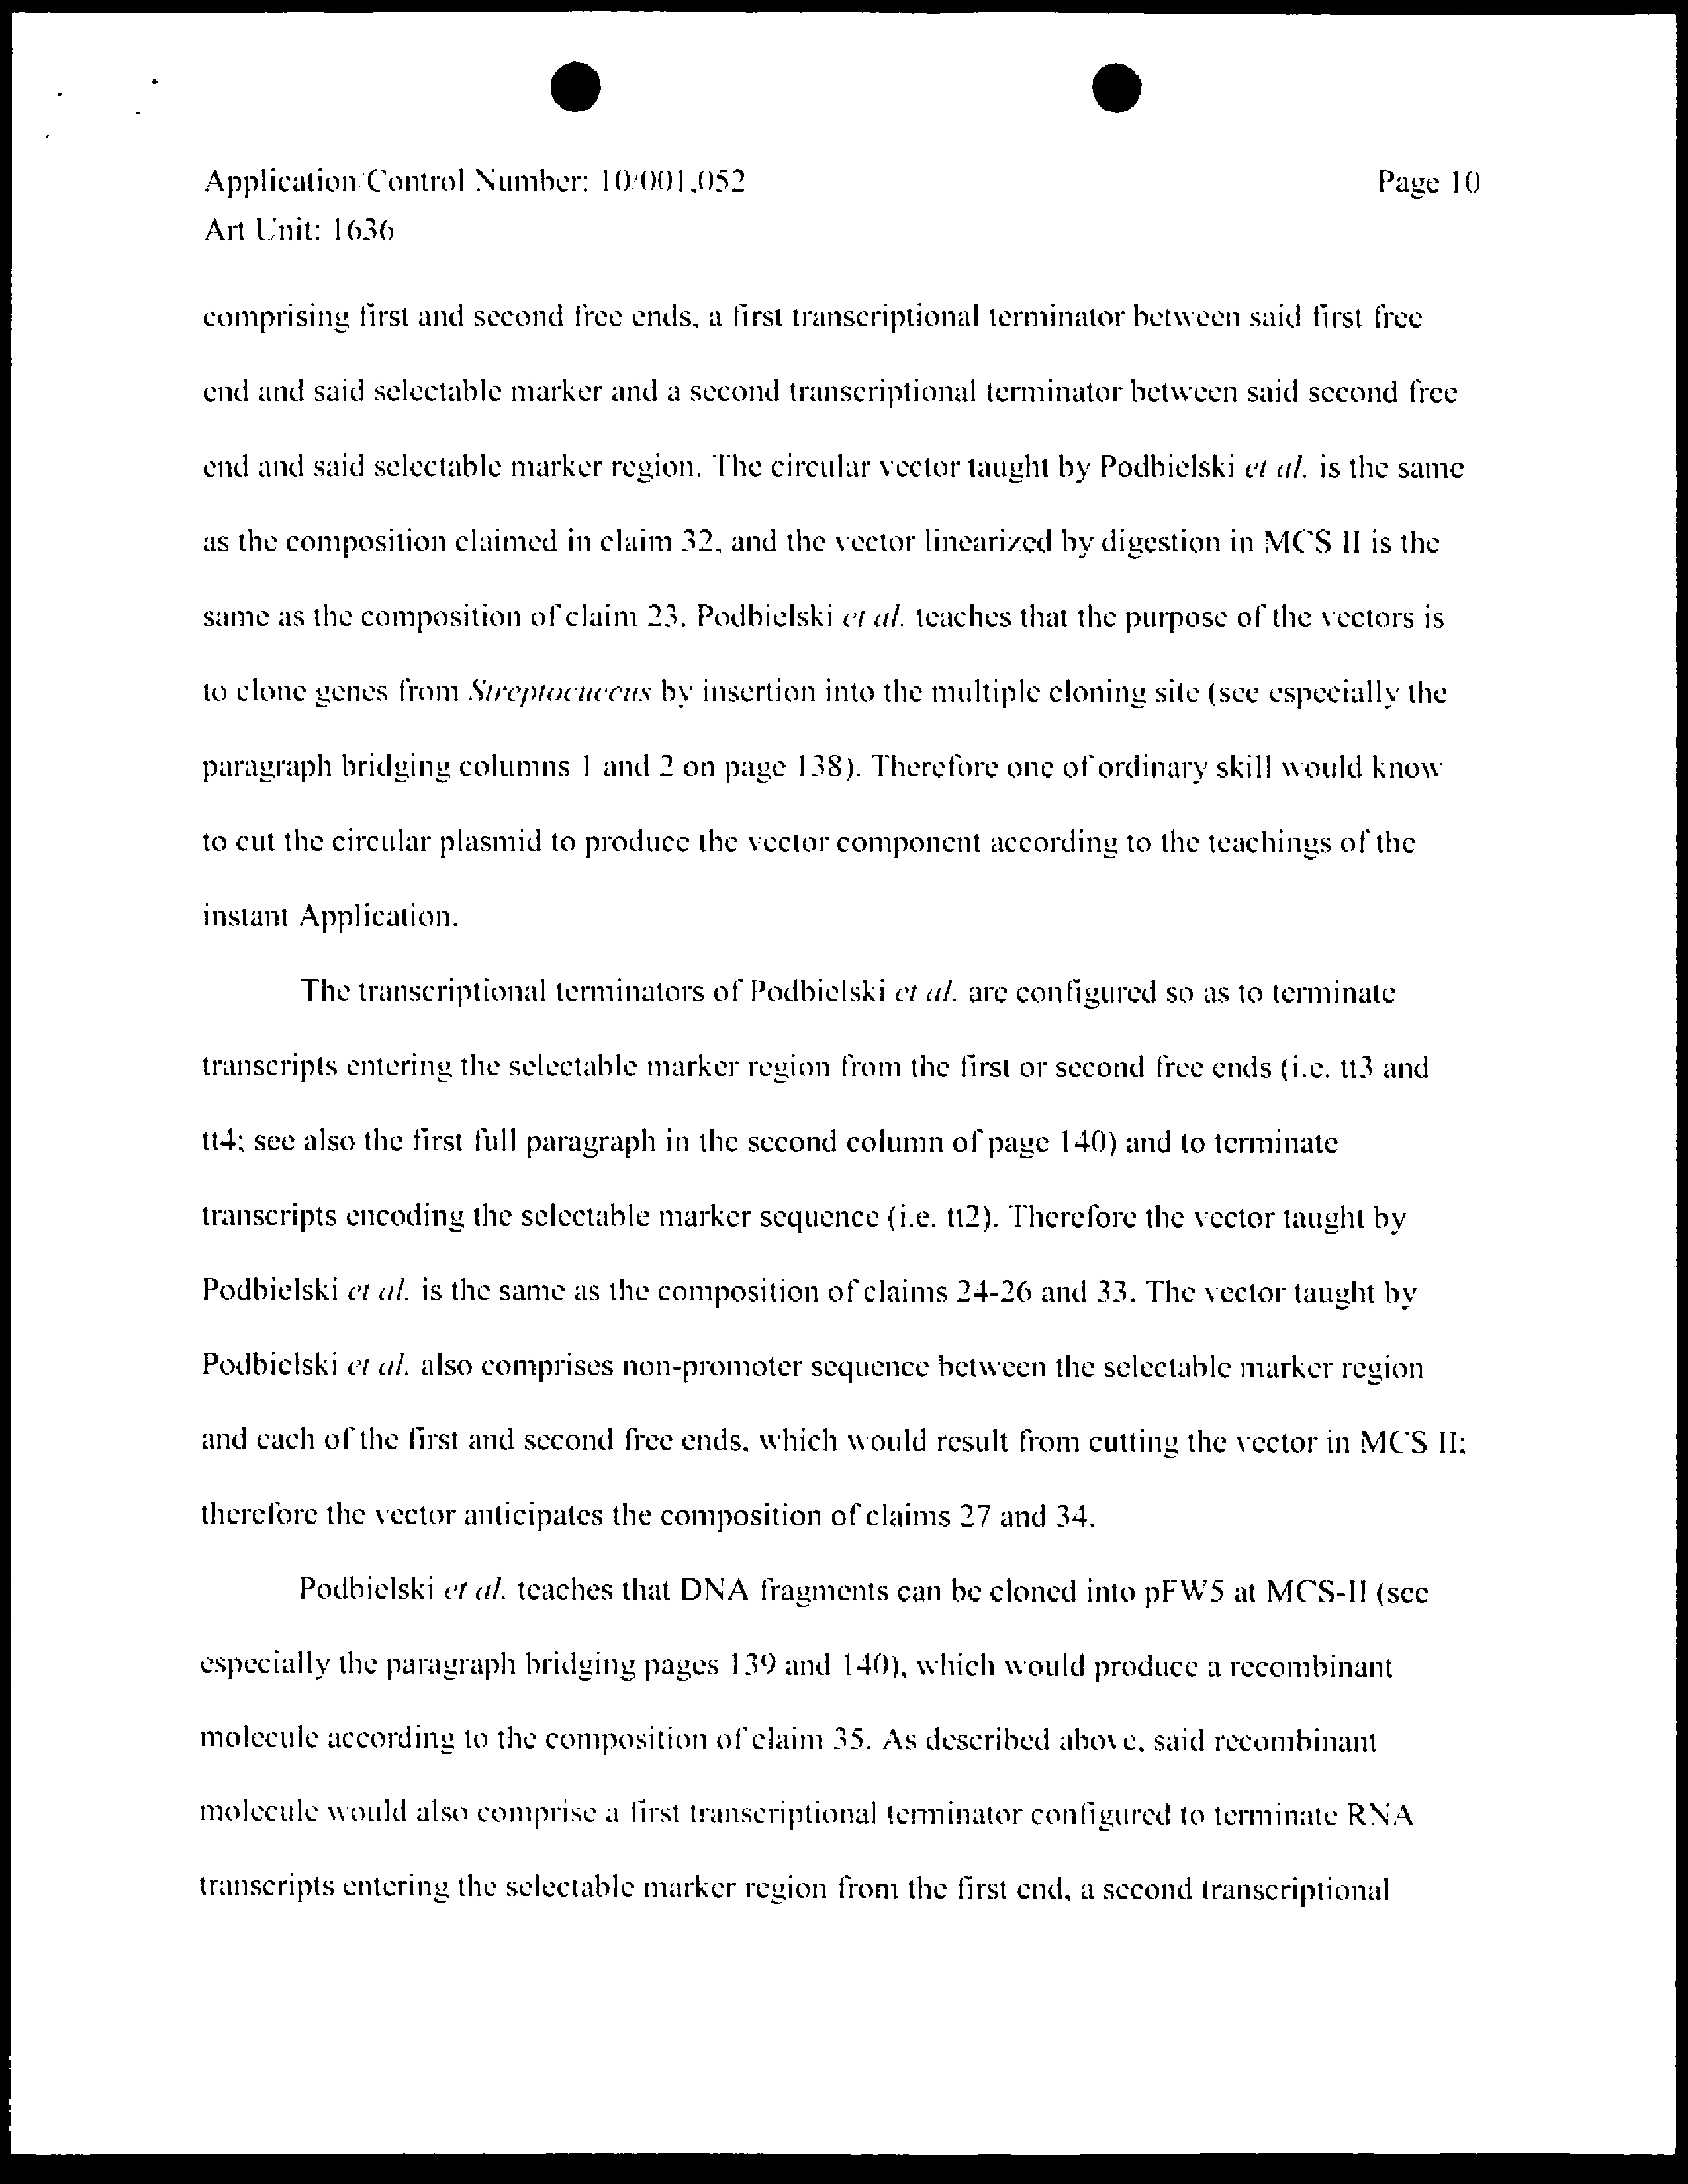 Application/Control Number: 10/001,052 Page 10
Art Unit: 1636
comprising first and second free ends, a first transcriptional terminator between said first free
end and said selectable marker and a second transcriptional terminator between said second free
end and said selectable marker region. The circular vector taught by Podbielski et al. is the same
as the composition claimed in claim 32, and the vector linearized by digestion in MCS II is the
same as the composition of claim 23. Podbielski et al. teaches that the purpose of the vectors is
to clone genes from Streptococcus by insertion into the multiple cloning site (see especially the
paragraph bridging columns 1 and 2 on page 138). Therefore one of ordinary skill would know
to cut the circular plasmid to produce the vector component according to the teachings of the
instant Application.
The transcriptional terminators of Podbielski et al. are configured so as to terminate
transcripts entering the selectable marker region from the first or second free ends (i.e. tt3 and
tt4; see also the first full paragraph in the second column of page 140) and to terminate
transcripts encoding the selectable marker sequence (i.e. tt2). Therefore the vector taught by
Podbielski et al. is the same as the composition of claims 24-26 and 33. The vector taught by
Podbielski et al. also comprises non-promoter sequence between the selectable marker region
and each of the first and second free ends, which would result from cutting the vector in MCS II;
therefore the vector anticipates the composition of claims 27 and 34.
Podbielski et al. teaches that DNA fragments can be cloned into pFW5 at MCS-II (see
especially the paragraph bridging pages 139 and 140), which would produce a recombinant
molecule according to the composition of claim 35. As described above, said recombinant
molecule would also comprise a first transcriptional terminator configured to terminate RNA
transcripts entering the selectable marker region from the first end, a second transcriptional